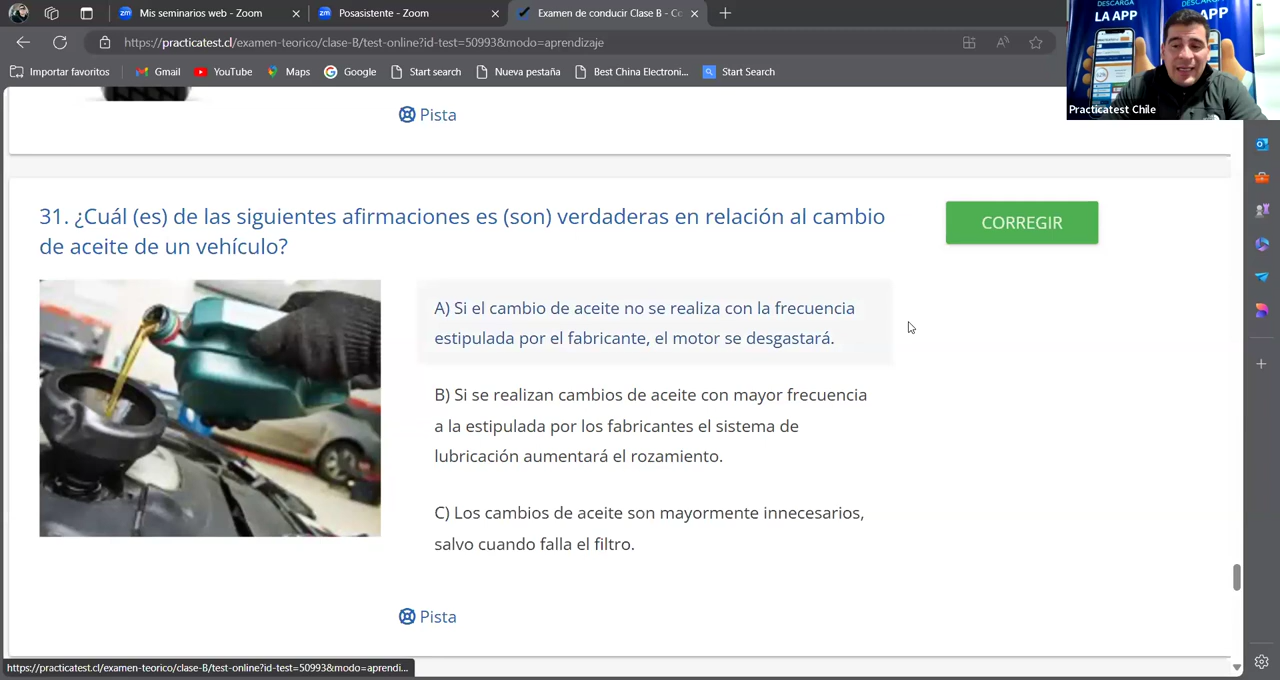 Mis seminarios web - Zoom
Posasistente - Zoom
Examen de conducir Clase B - Co
https://practicatest.cl/examen-teorico/clase-B/test-online?id-test=50993&modo=aprendizaje
Importar favoritos
Gmail
YouTube
Maps
Google
Start search
Nueva pestaña
Best China Electroni...
Start Search
DESCARGA
LA APP
APP
Practicatest Chile
Pista
31. ¿Cuál (es) de las siguientes afirmaciones es (son) verdaderas en relación al cambio
de aceite de un vehículo?
CORREGIR
A) Si el cambio de aceite no se realiza con la frecuencia
estipulada por el fabricante, el motor se desgastará.
B) Si se realizan cambios de aceite con mayor frecuencia
a la estipulada por los fabricantes el sistema de
lubricación aumentará el rozamiento.
C) Los cambios de aceite son mayormente innecesarios,
salvo cuando falla el filtro.
Pista
https://practicatest.cl/examen-teorico/clase-B/test-online?id-test=50993&modo=aprendi...